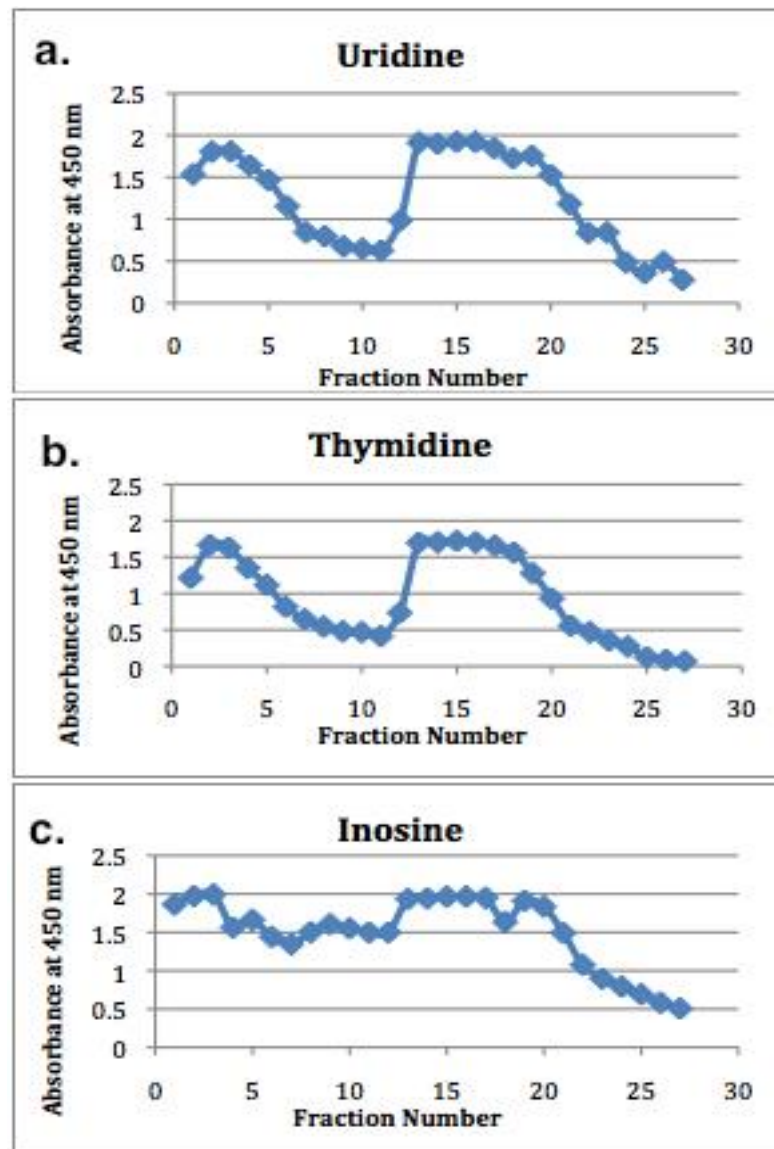 a.
Uridine
Absorbance at 450 nm
2.5
2
1.5
1
0.5
0
0 5 10 15 20 25 30
Fraction Number
b.
Thymidine
Absorbance at 450 nm
2.5
2
1.5
1
0.5
0
0 5 10 15 20 25 30
Fraction Number
c.
Inosine
Absorbance at 450 nm
2.5
2
1.5
1
0.5
0
0 5 10 15 20 25 30
Fraction Number